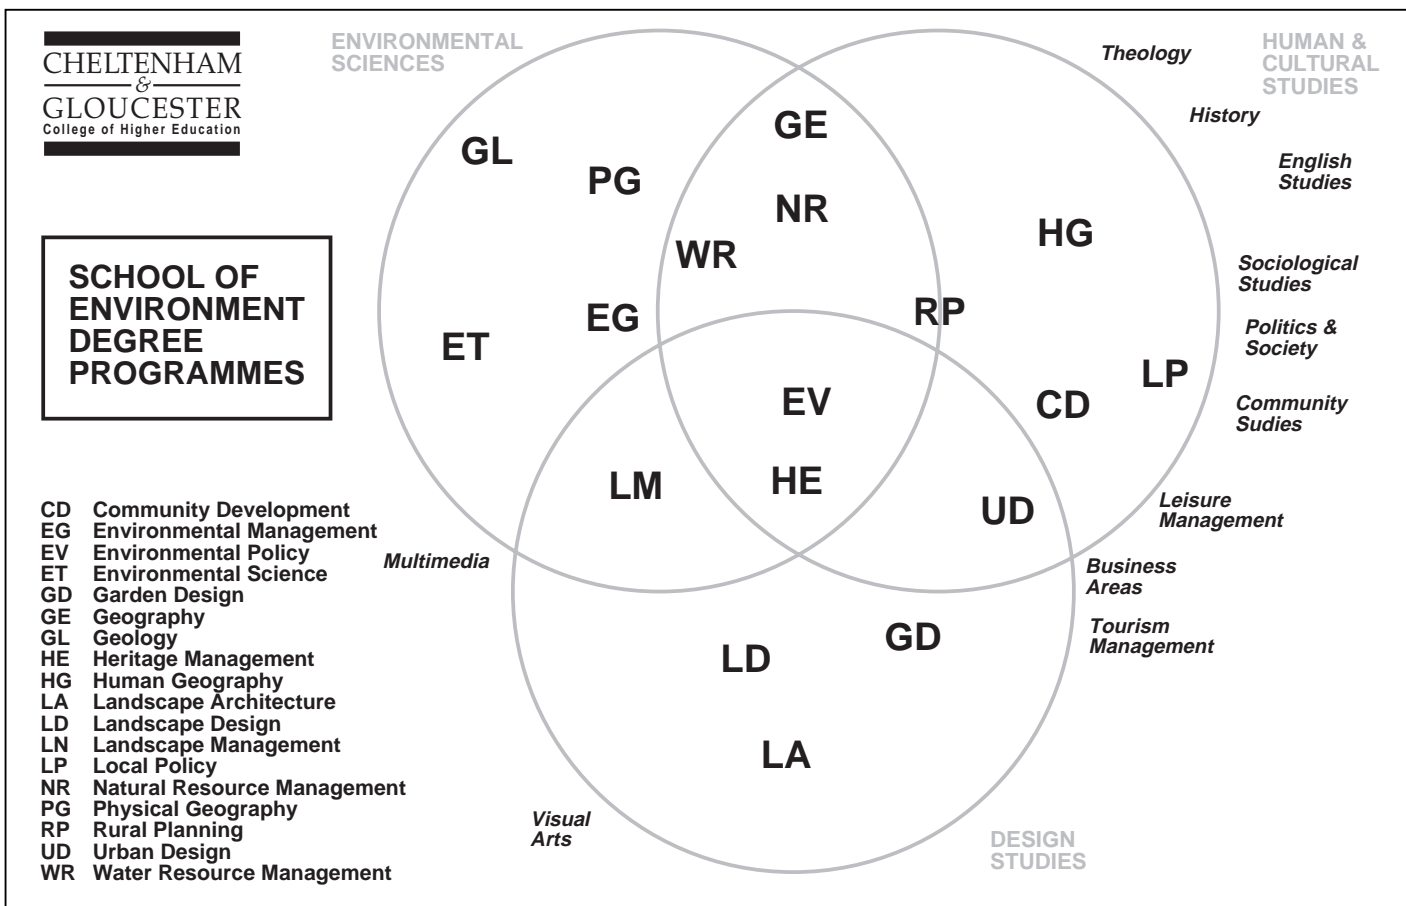 CHELTENHAM
&
GLOUCESTER
College of Higher Education
SCHOOL OF
ENVIRONMENT
DEGREE
PROGRAMMES
CD Community Development
EG Environmental Management
EV Environmental Policy
ET Environmental Science
GD Garden Design
GE Geography
GL Geology
HE Heritage Management
HG Human Geography
LA Landscape Architecture
LD Landscape Design
LN Landscape Management
LP Local Policy
NR Natural Resource Management
PG Physical Geography
RP Rural Planning
UD Urban Design
WR Water Resource Management
ENVIRONMENTAL
SCIENCES
GL
PG
ET
EG
GE
NR
WR
RP
EV
HE
LM
HUMAN &
CULTURAL
STUDIES
HG
LP
CD
UD
LD
GD
LA
DESIGN
STUDIES
Theology
History
English
Studies
Sociological
Studies
Politics &
Society
Community
Sudies
Leisure
Management
Business
Areas
Tourism
Management
Multimedia
Visual
Arts